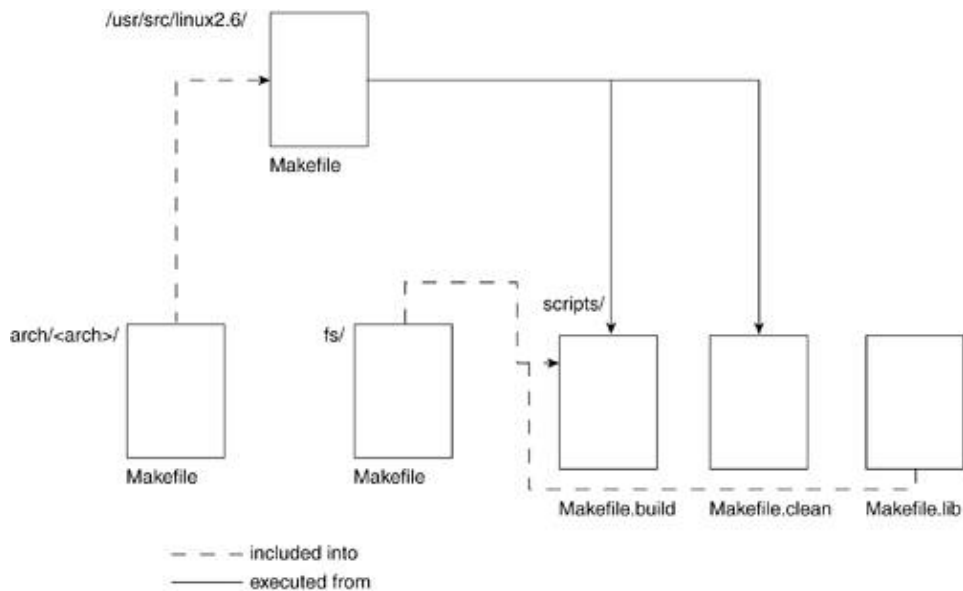 /usr/src/linux2.6/
Makefile
scripts/
arch/<arch>/
fs/
Makefile
Makefile
Makefile.build
Makefile.clean
Makefile.lib
included into
executed from